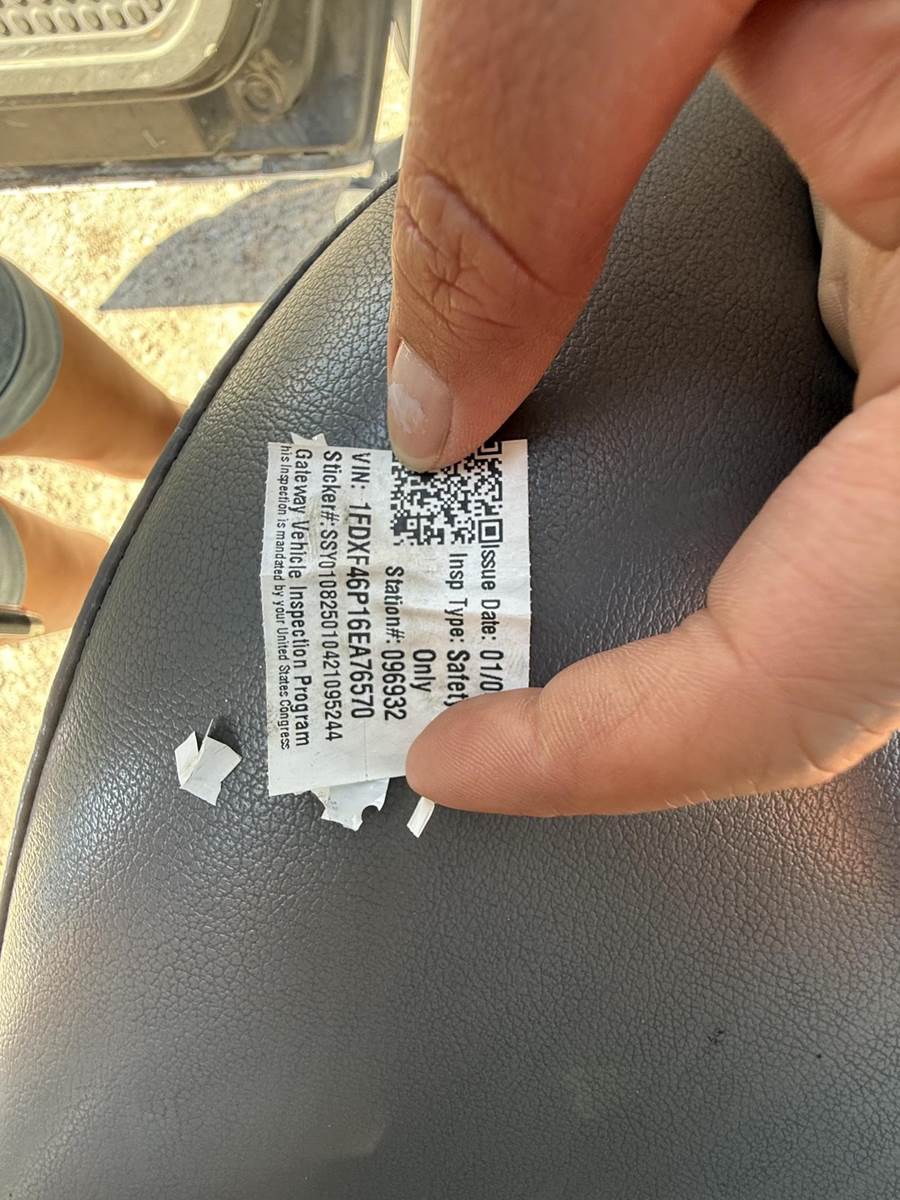 Issue Date: 01/0
Insp Type: Safety
Only
Station#: 096932
VIN: 1FDXF46P16EA76570
Sticker#:SSY010825010421095244
Gateway Vehicle Inspection Program
his Inspection is mandated by your United States Congress